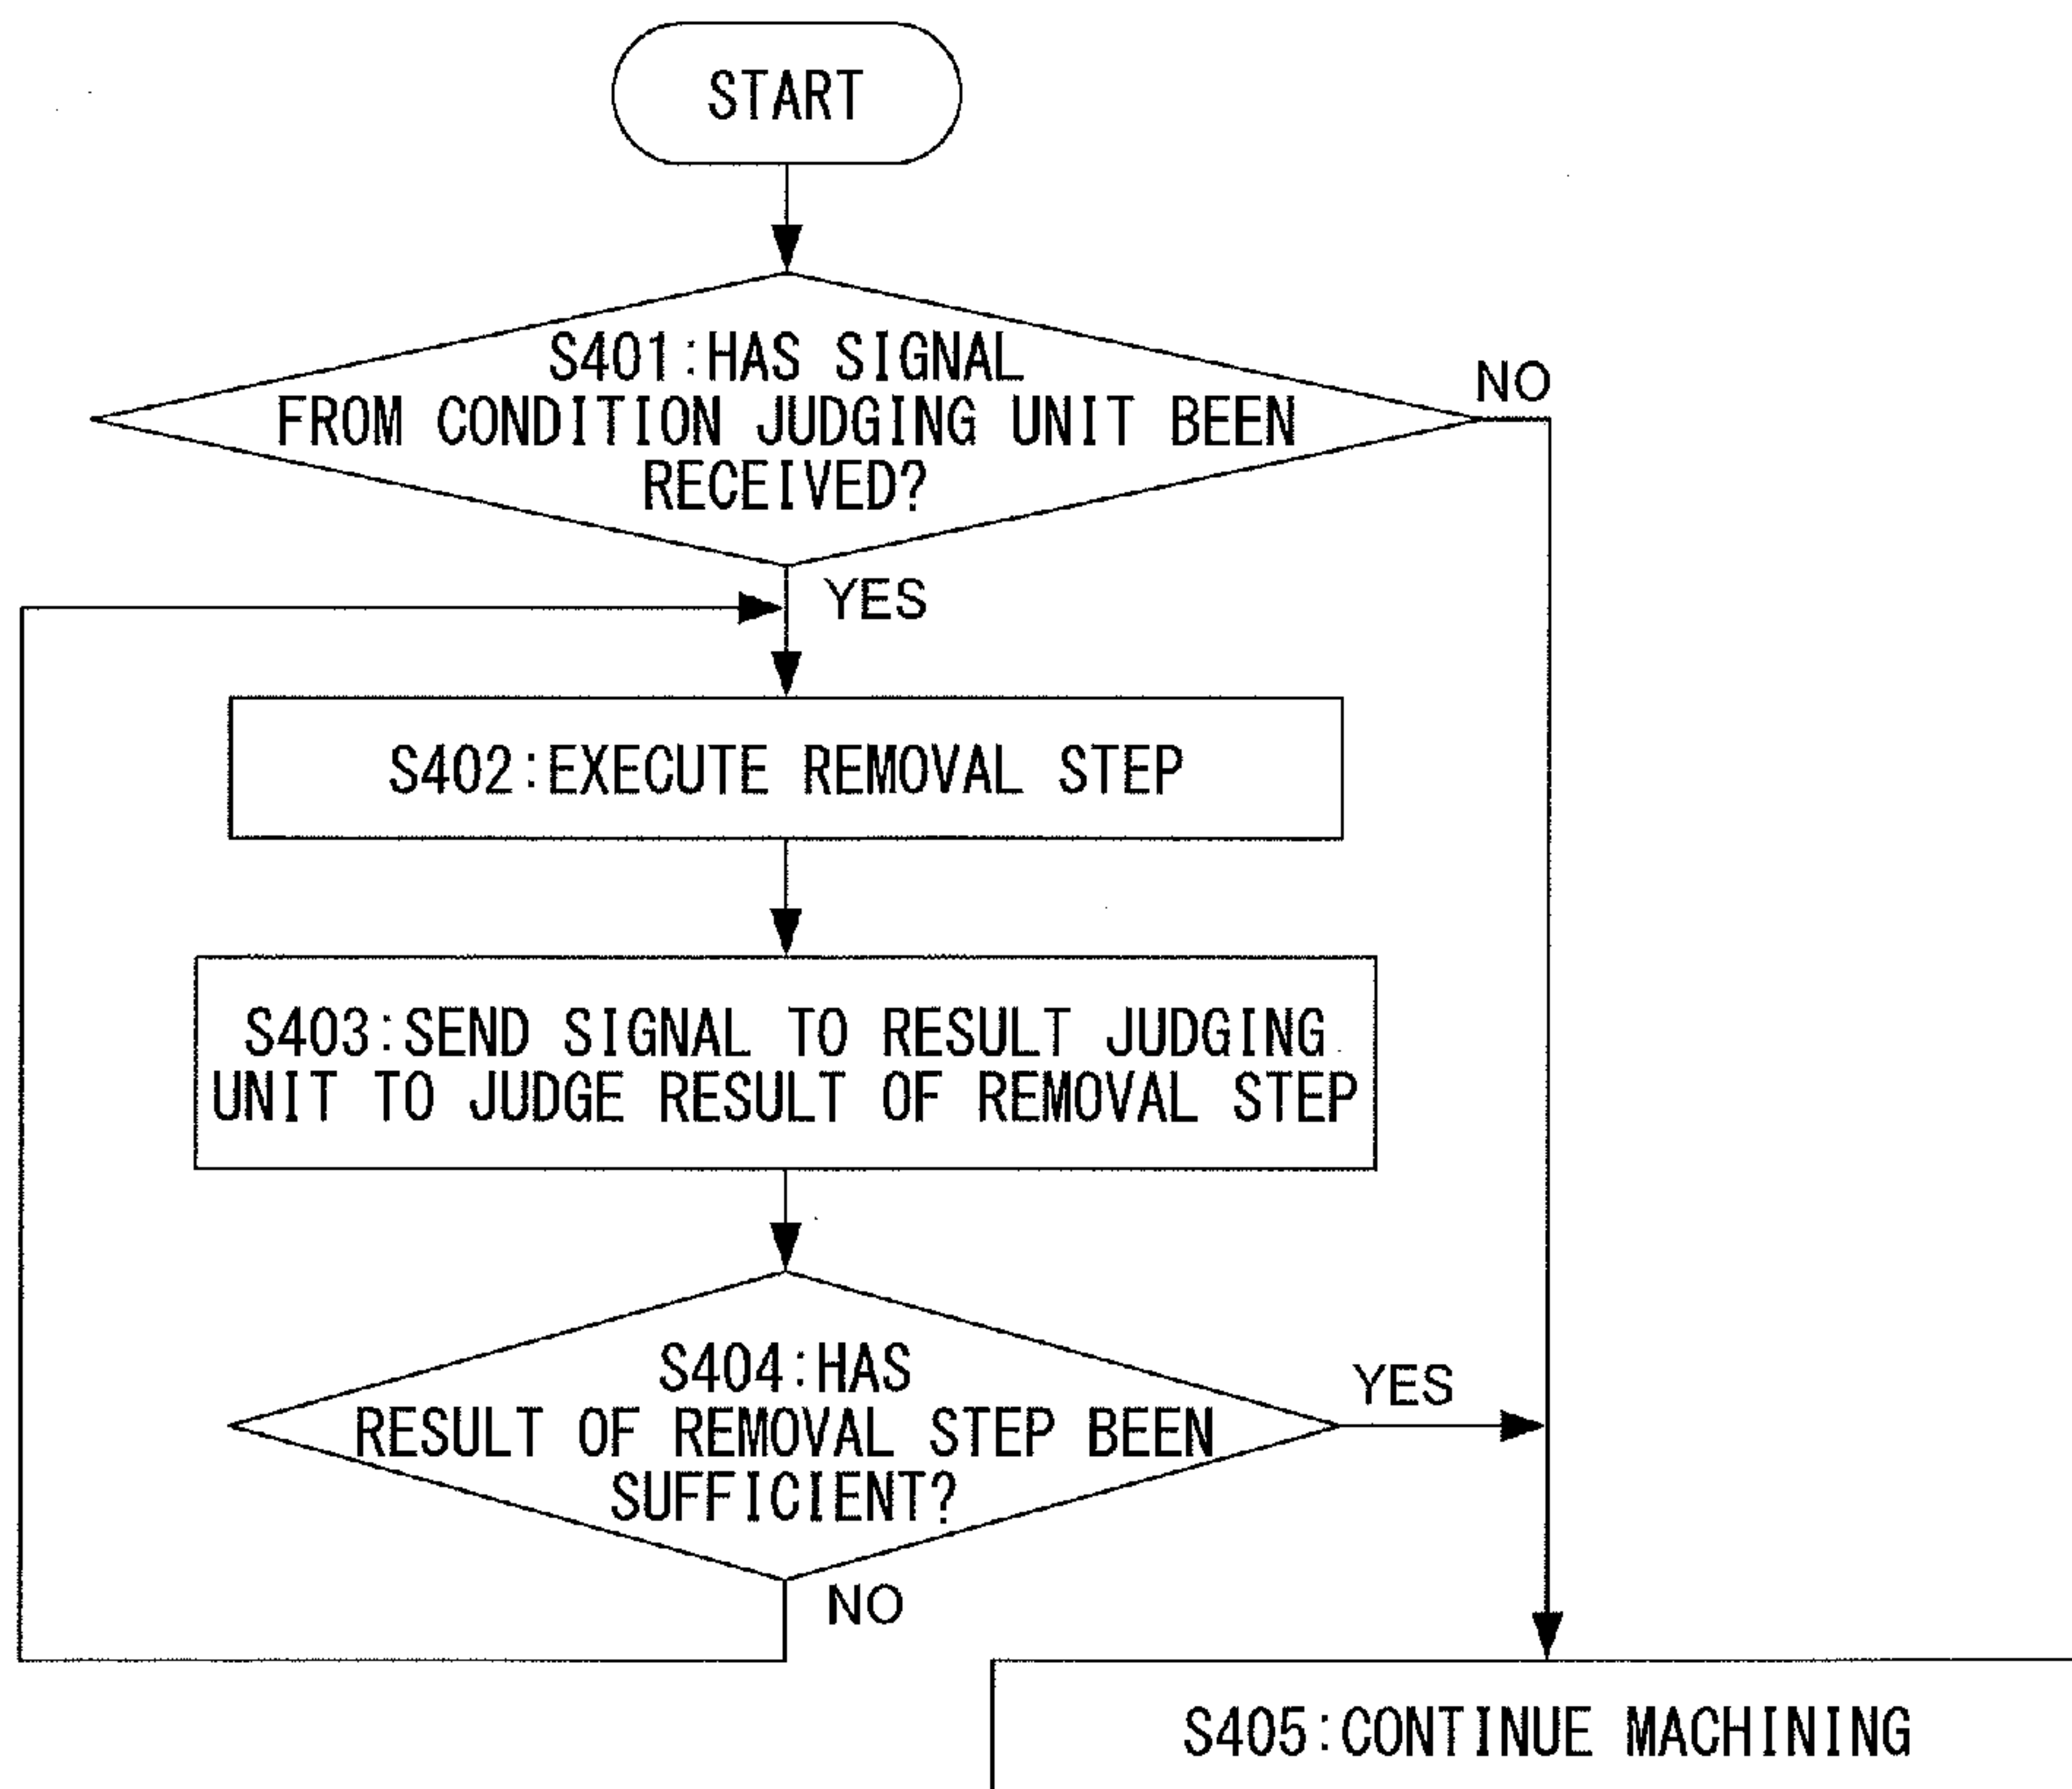 START
S401:HAS SIGNAL
FROM CONDITION JUDGING UNIT BEEN
RECEIVED?
NO
YES
S402:EXECUTE REMOVAL STEP
S403:SEND SIGNAL TO RESULT JUDGING
UNIT TO JUDGE RESULT OF REMOVAL STEP
S404:HAS
RESULT OF REMOVAL STEP BEEN
SUFFICIENT?
YES
NO
S405:CONTINUE MACHINING